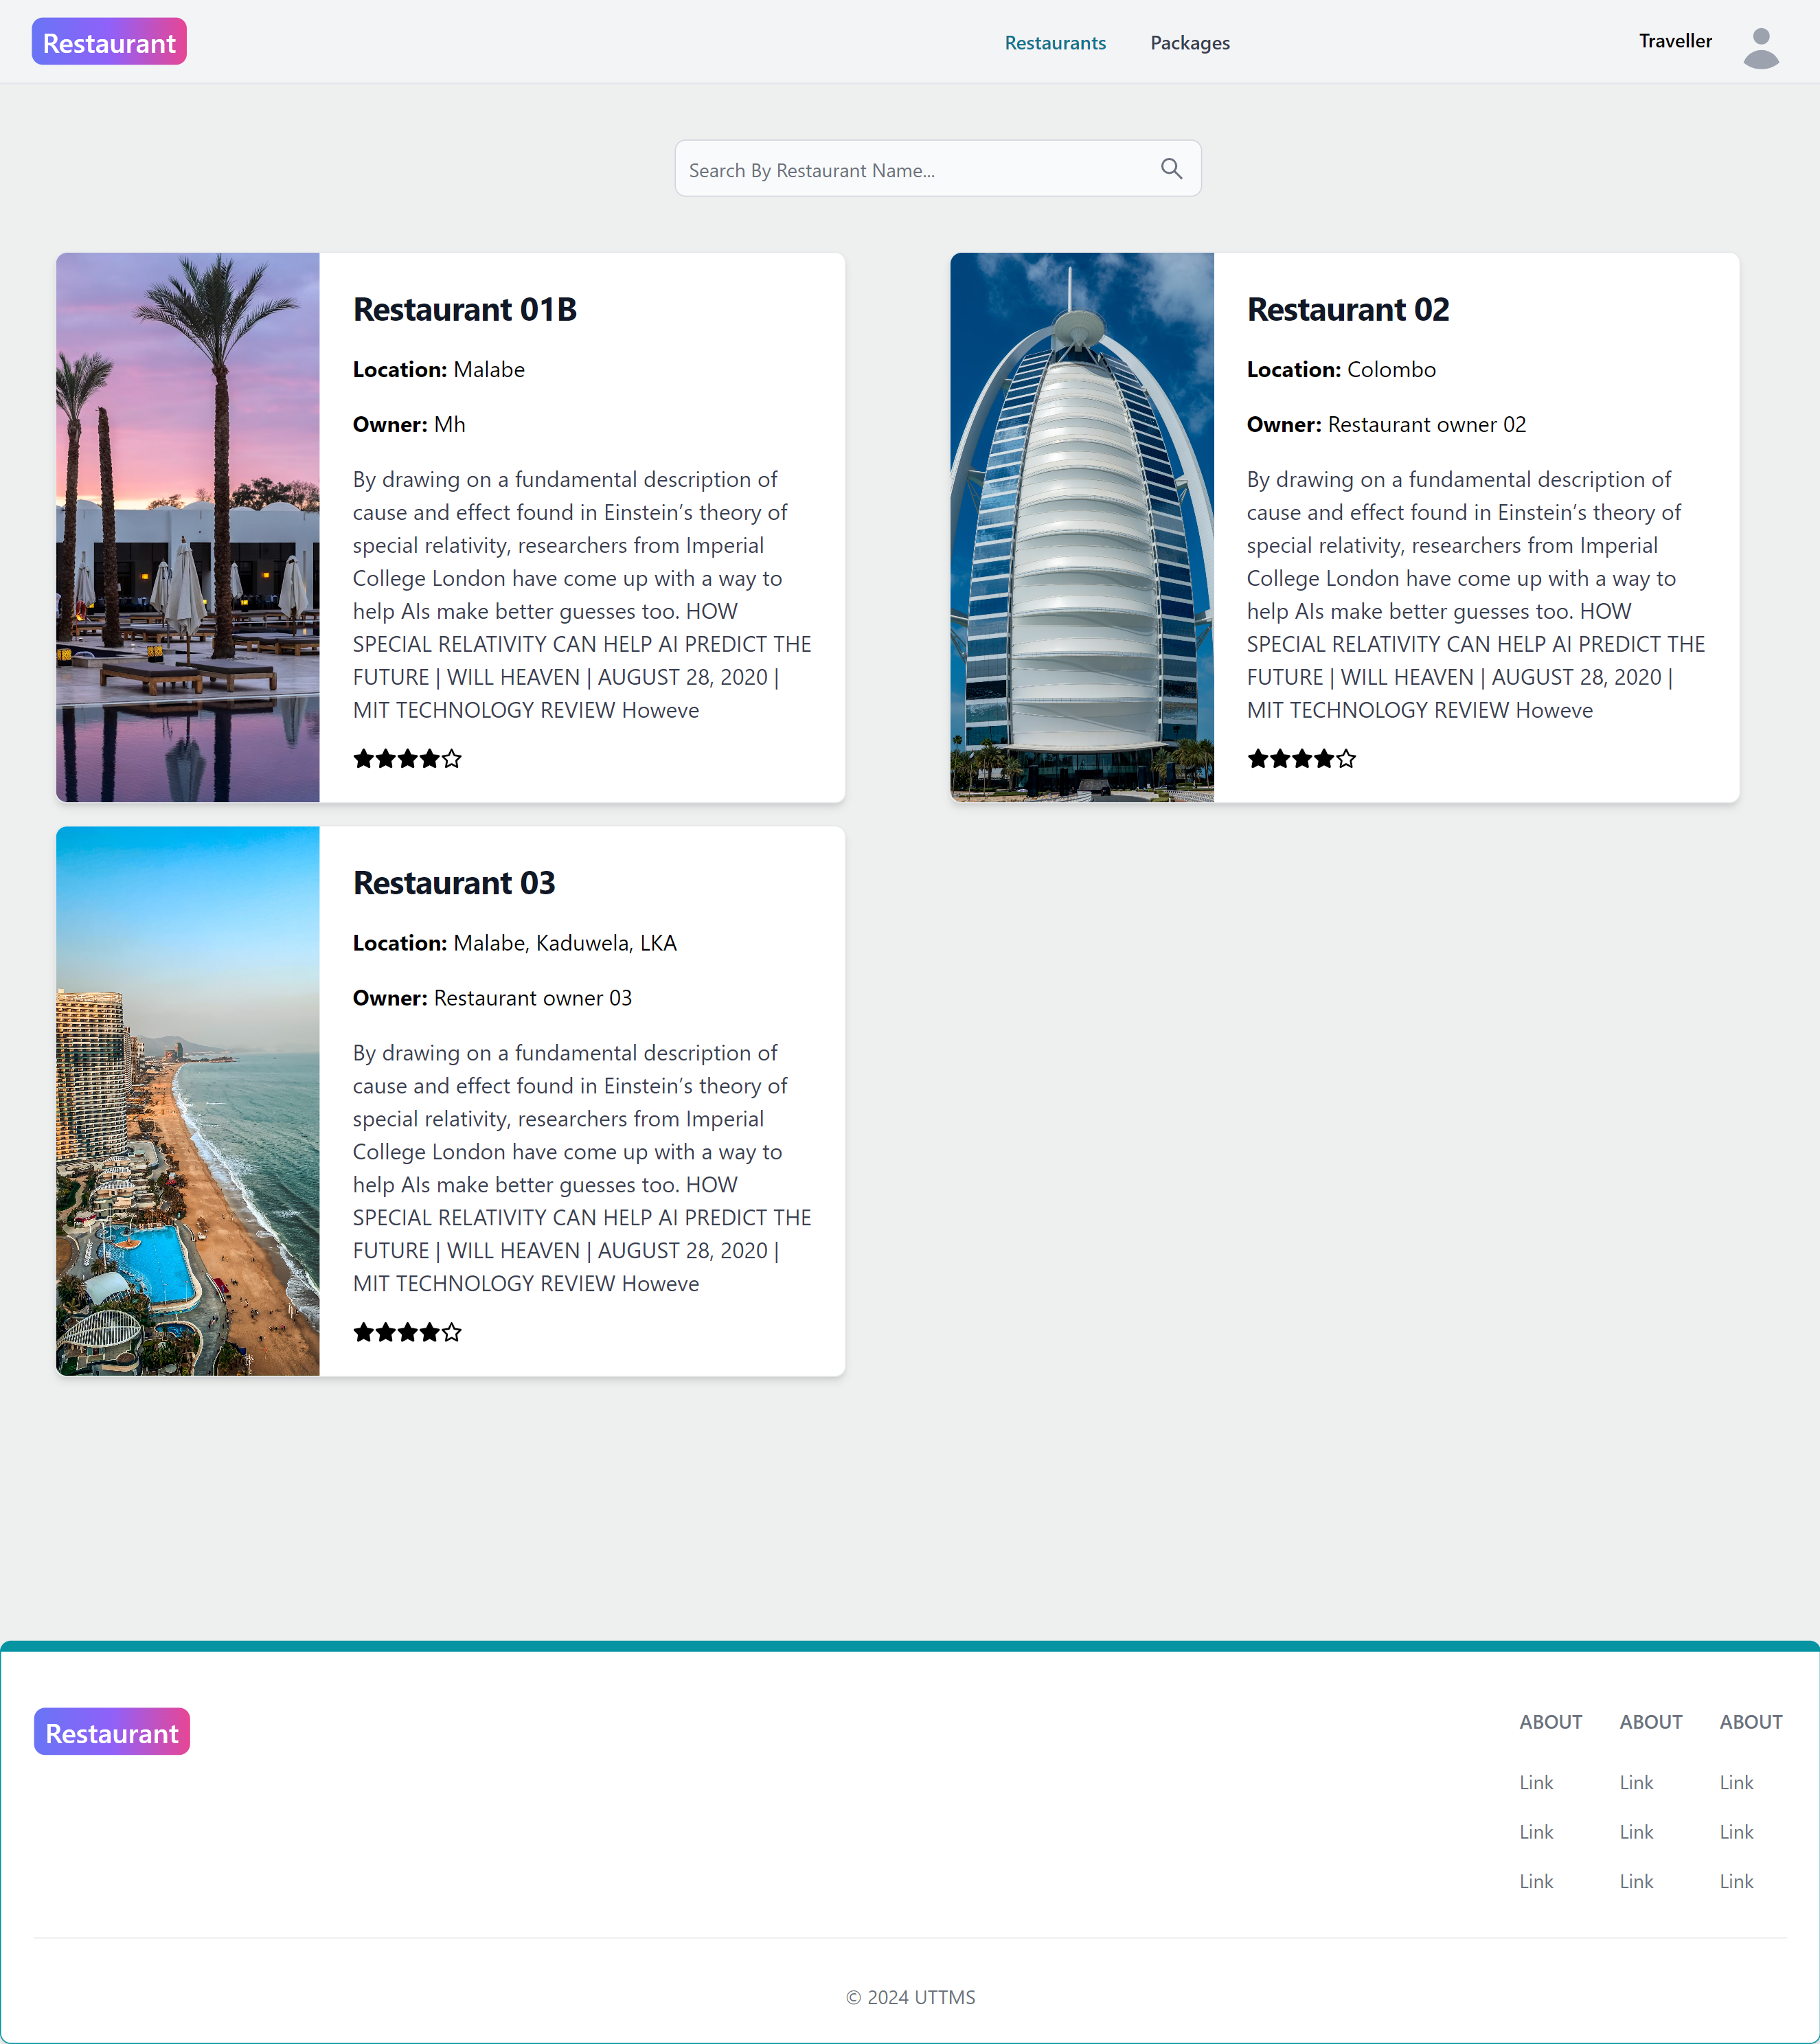 Restaurant
Restaurants
Packages
Traveller
Search By Restaurant Name...
Restaurant 01B
Location: Malabe
Owner: Mh
By drawing on a fundamental description of
cause and effect found in Einstein’s theory of
special relativity, researchers from Imperial
College London have come up with a way to
help AIs make better guesses too. HOW
SPECIAL RELATIVITY CAN HELP AI PREDICT THE
FUTURE | WILL HEAVEN | AUGUST 28, 2020 |
MIT TECHNOLOGY REVIEW Howeve
Restaurant 02
Location: Colombo
Owner: Restaurant owner 02
By drawing on a fundamental description of
cause and effect found in Einstein’s theory of
special relativity, researchers from Imperial
College London have come up with a way to
help AIs make better guesses too. HOW
SPECIAL RELATIVITY CAN HELP AI PREDICT THE
FUTURE | WILL HEAVEN | AUGUST 28, 2020 |
MIT TECHNOLOGY REVIEW Howeve
Restaurant 03
Location: Malabe, Kaduwela, LKA
Owner: Restaurant owner 03
By drawing on a fundamental description of
cause and effect found in Einstein’s theory of
special relativity, researchers from Imperial
College London have come up with a way to
help AIs make better guesses too. HOW
SPECIAL RELATIVITY CAN HELP AI PREDICT THE
FUTURE | WILL HEAVEN | AUGUST 28, 2020 |
MIT TECHNOLOGY REVIEW Howeve
Restaurant
ABOUT
Link
Link
Link
ABOUT
Link
Link
Link
ABOUT
Link
Link
Link
© 2024 UTTMS